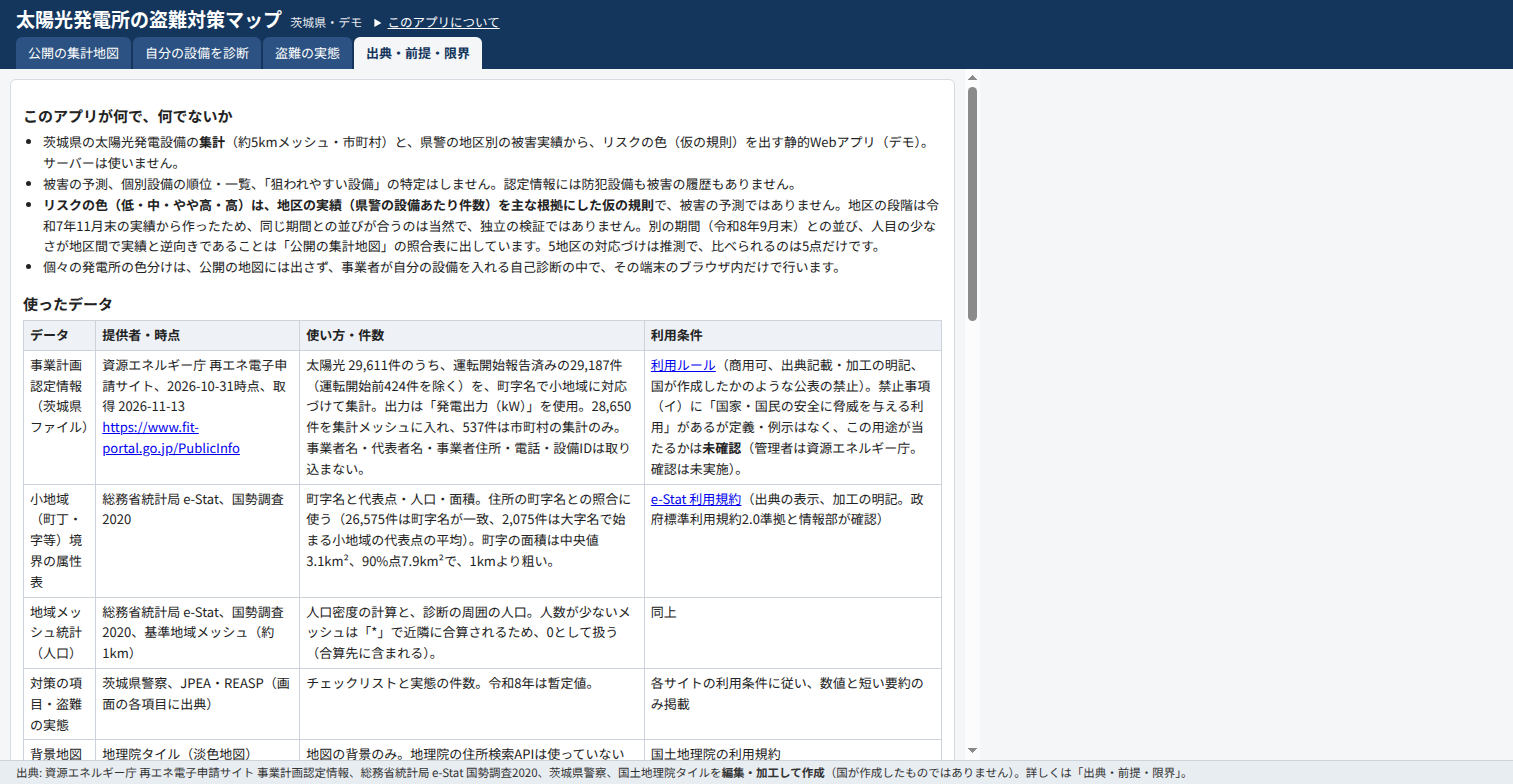 太陽光発電所の盗難対策マップ 茨城県・デモ ▶ このアプリについて
公開の集計地図 自分の設備を診断 盗難の実態 出典・前提・限界
このアプリが何で、何でないか
• 茨城県の太陽光発電設備の集計（約5kmメッシュ・市町村）と、県警の地区別の被害実績から、リスクの色（仮の規則）を出す静的Webアプリ（デモ）。
サーバーは使いません。
• 被害の予測、個別設備の順位・一覧、「狙われやすい設備」の特定はしません。認定情報には防犯設備も被害の履歴もありません。
• リスクの色（低・中・やや高・高）は、地区の実績（県警の設備あたり件数）を主な根拠にした仮の規則で、被害の予測ではありません。地区の段階は令
和7年11月末の実績から作ったため、同じ期間との並びが合うのは当然で、独立の検証ではありません。別の期間（令和8年9月末）との並び、人目の少な
さが地区間で実績と逆向きであることは「公開の集計地図」の照合表に出しています。5地区の対応づけは推測で、比べられるのは5点だけです。
• 個々の発電所の色分けは、公開の地図には出さず、事業者が自分の設備を入れる自己診断の中で、その端末のブラウザ内だけで行います。
使ったデータ
データ 提供者・時点 使い方・件数 利用条件
事業計画
認定情報
（茨城県
ファイル）
資源エネルギー庁 再エネ電子申
請サイト、2026-10-31時点、取
得 2026-11-13
https://www.fit-
portal.go.jp/PublicInfo
太陽光 29,611件のうち、運転開始報告済みの29,187件
（運転開始前424件を除く）を、町字名で小地域に対応
づけて集計。出力は「発電出力（kW）」を使用。28,650
件を集計メッシュに入れ、537件は市町村の集計のみ。
事業者名・代表者名・事業者住所・電話・設備IDは取り
込まない。
利用ルール（商用可、出典記載・加工の明記、
国が作成したかのような公表の禁止）。禁止事項
（イ）に「国家・国民の安全に脅威を与える利
用」があるが定義・例示はなく、この用途が当
たるかは未確認（管理者は資源エネルギー庁。
確認は未実施）。
小地域
（町丁・
字等）境
界の属性
表
総務省統計局 e-Stat、国勢調査
2020
町字名と代表点・人口・面積。住所の町字名との照合に
使う（26,575件は町字名が一致、2,075件は大字名で始
まる小地域の代表点の平均）。町字の面積は中央値
3.1km²、90%点7.9km²で、1kmより粗い。
e-Stat 利用規約（出典の表示、加工の明記。政
府標準利用規約2.0準拠と情報部が確認）
地域メッ
シュ統計
（人口）
総務省統計局 e-Stat、国勢調査
2020、基準地域メッシュ（約
1km）
人口密度の計算と、診断の周囲の人口。人数が少ないメ
ッシュは「*」で近隣に合算されるため、0として扱う
（合算先に含まれる）。
同上
対策の項
目・盗難
の実態
茨城県警察、JPEA・REASP（画
面の各項目に出典）
チェックリストと実態の件数。令和8年は暫定値。
各サイトの利用条件に従い、数値と短い要約の
み掲載
背景地図 地理院タイル（淡色地図） 地図の背景のみ。地理院の住所検索APIは使っていない 国土地理院の利用規約
出典: 資源エネルギー庁 再エネ電子申請サイト 事業計画認定情報、総務省統計局 e-Stat 国勢調査2020、茨城県警察、国土地理院タイルを編集・加工して作成（国が作成したものではありません）。詳しくは「出典・前提・限界」。